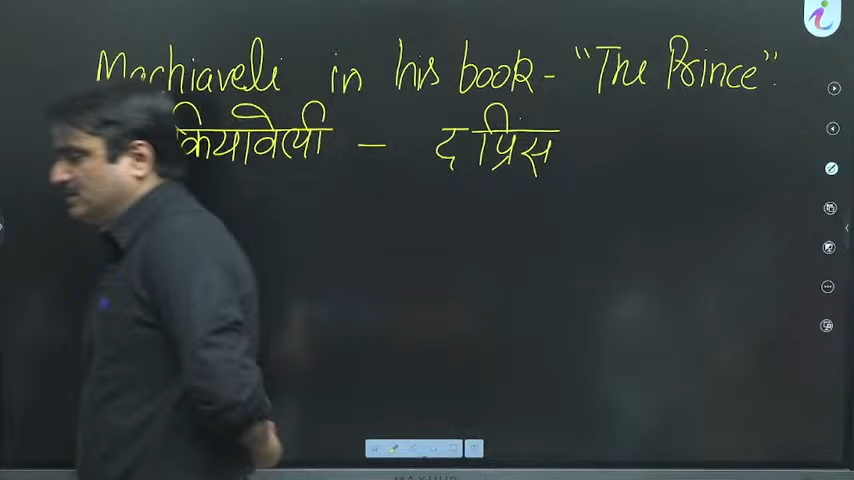 Machiaveli in his book - "The Prince".
क्रियावेली - द प्रिंस